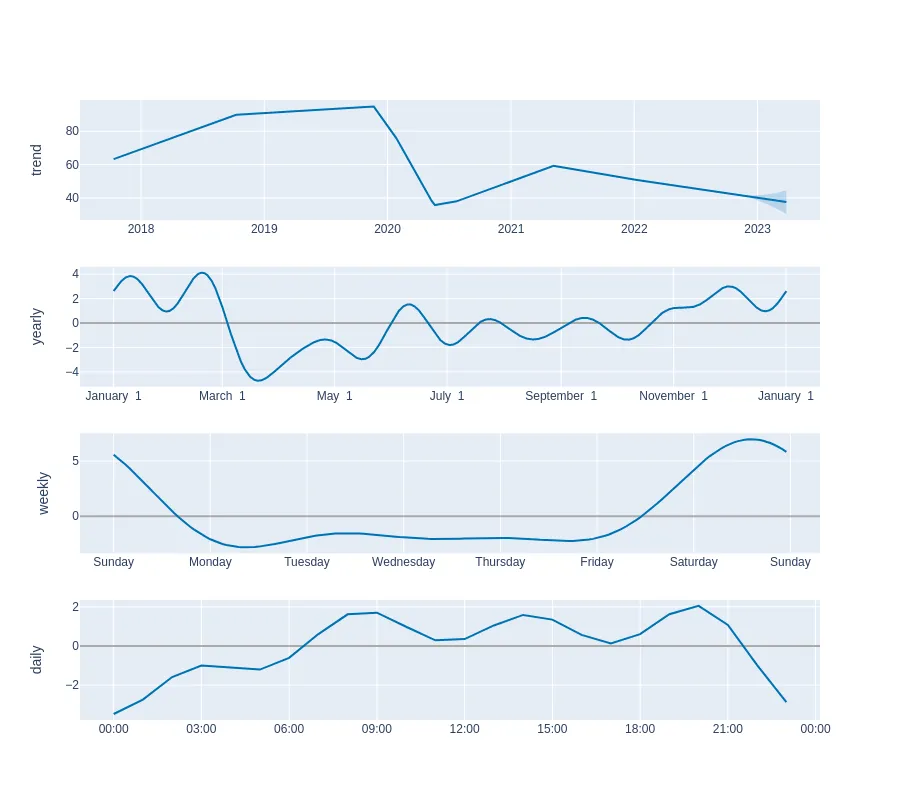 trend
80
60
40
2018 2019 2020 2021 2022 2023
yearly
4
2
0
−2
−4
January 1 March 1 May 1 July 1 September 1 November 1 January 1
weekly
5
0
Sunday Monday Tuesday Wednesday Thursday Friday Saturday Sunday
daily
2
0
−2
00:00 03:00 06:00 09:00 12:00 15:00 18:00 21:00 00:00